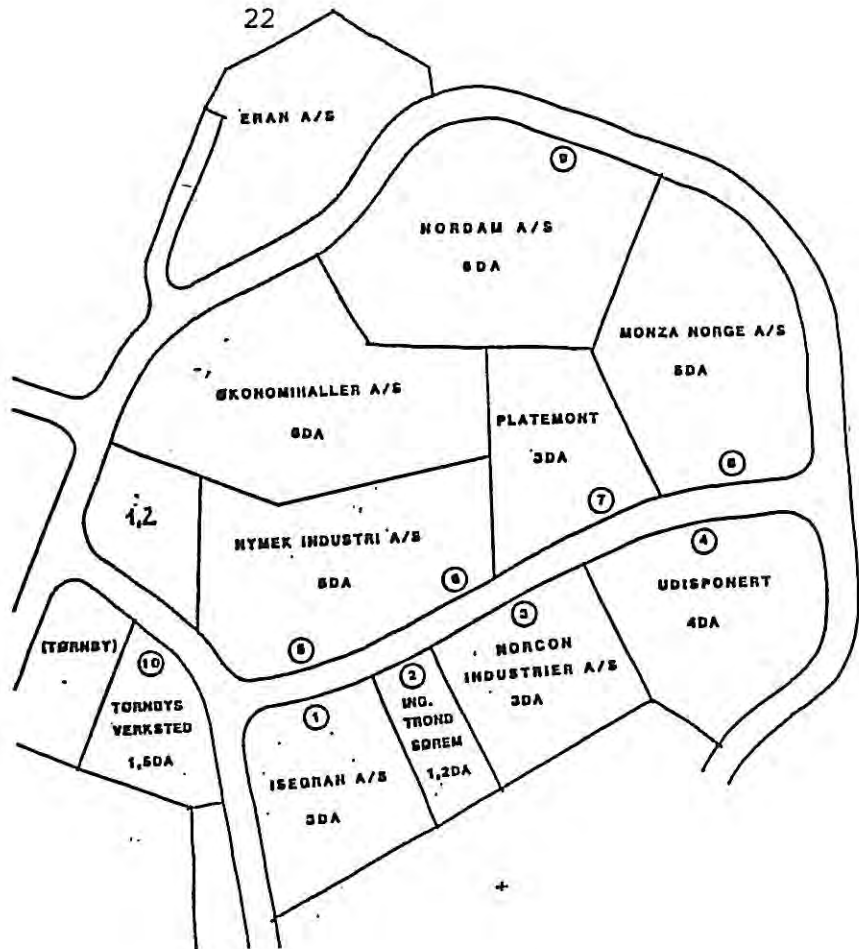 22
ERAN A/S
9
NORDAM A/S
6DA
MONZA NORGE A/S
5DA
ØKONOMIHALLER A/S
6DA
PLATEMONT
3DA
7
8
1,2
NYMEK INDUSTRI A/S
5DA
6
5
4
UDISPONERT
4DA
(TØRNBY)
10
TØRNBYS
VERKSTED
1,5DA
3
NORCON
INDUSTRIER A/S
3DA
2
ING.
TROND
SØREM
1,2DA
1
ISEGRAN A/S
3DA